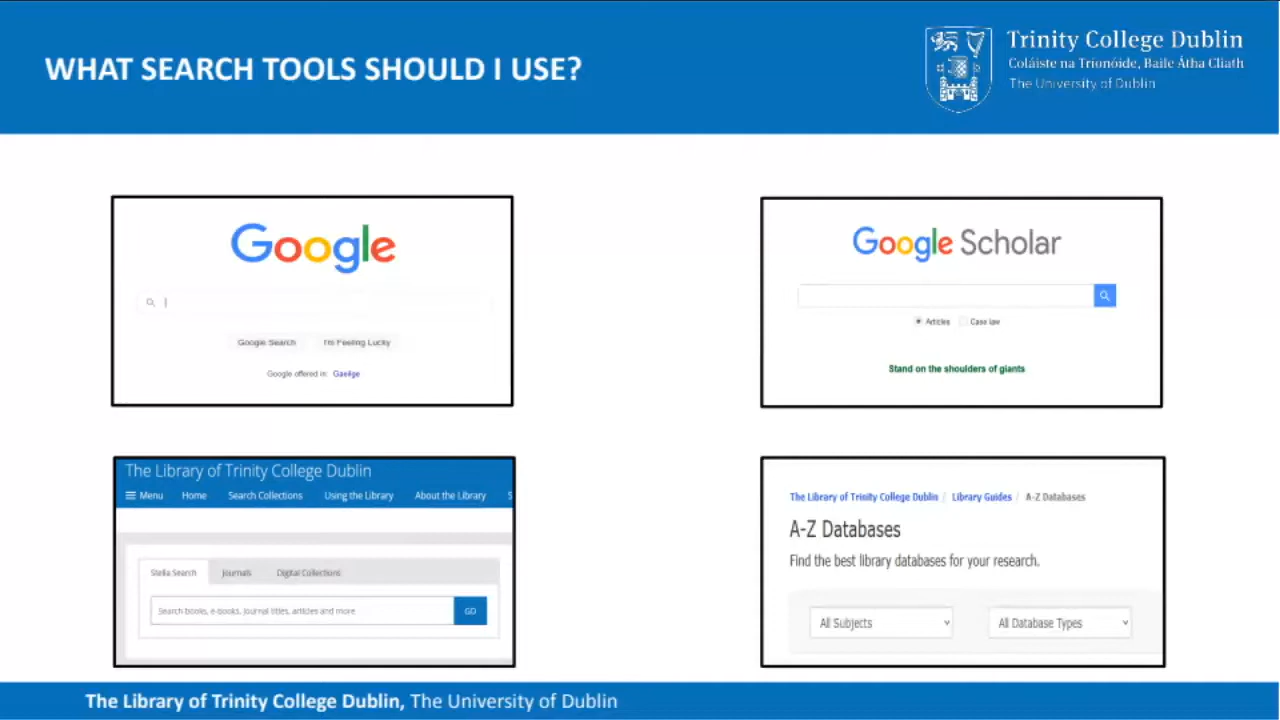 WHAT SEARCH TOOLS SHOULD I USE?
Trinity College Dublin
Coláiste na Tríonóide, Baile Átha Cliath
The University of Dublin
Google
Google Search I'm Feeling Lucky
Google offered in: Gaeilge
Google Scholar
Articles Case law
Stand on the shoulders of giants
The Library of Trinity College Dublin
Menu Home Search Collections Using the Library About the Library S
Stella Search Journals Digital Collections
Search books, e-books, journal titles, articles and more GO
The Library of Trinity College Dublin / Library Guides / A-Z Databases
A-Z Databases
Find the best library databases for your research.
All Subjects All Database Types
The Library of Trinity College Dublin, The University of Dublin